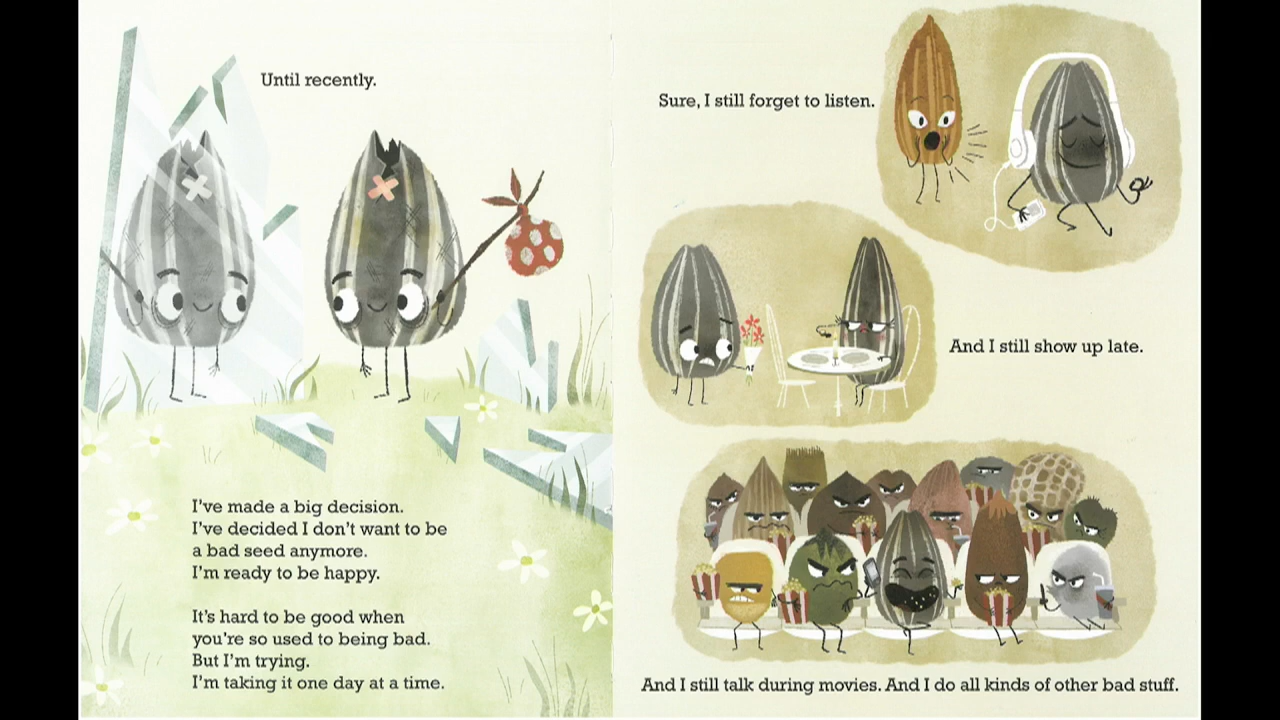 Until recently.
I've made a big decision.
I've decided I don't want to be
a bad seed anymore.
I'm ready to be happy.
It's hard to be good when
you're so used to being bad.
But I'm trying.
I'm taking it one day at a time.
Sure, I still forget to listen.
And I still show up late.
And I still talk during movies. And I do all kinds of other bad stuff.